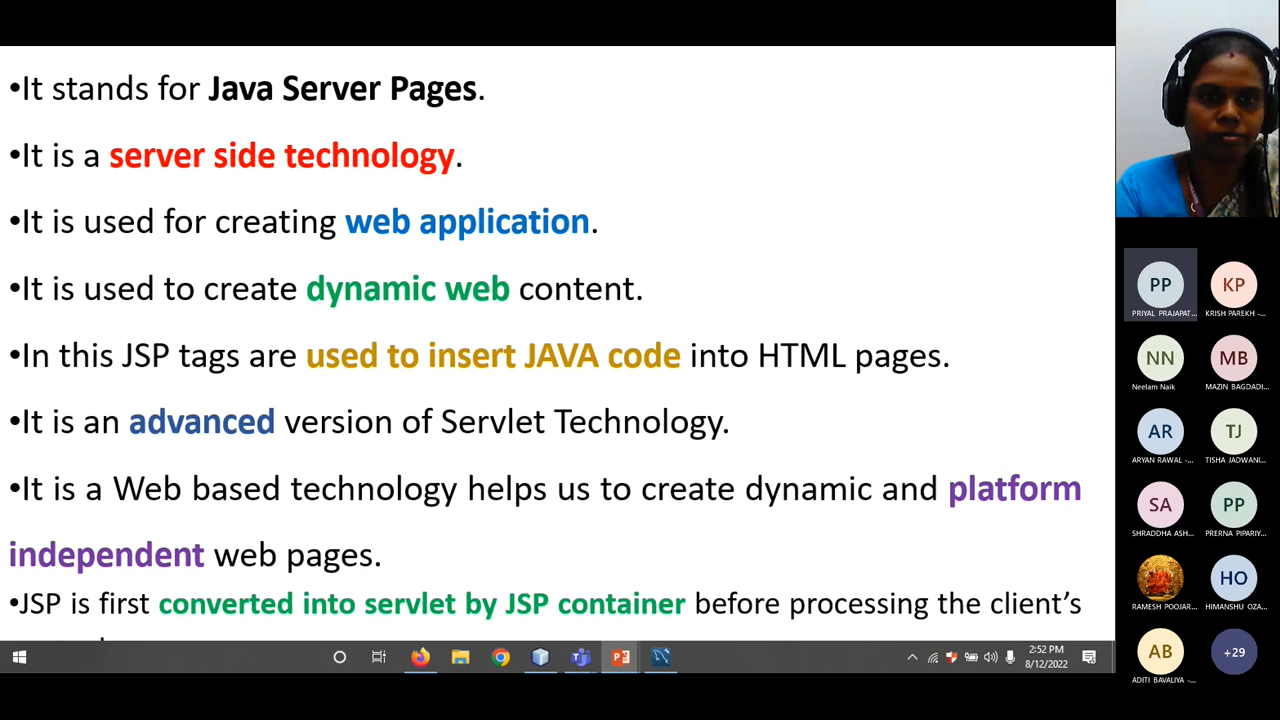 •It stands for Java Server Pages.
•It is a server side technology.
•It is used for creating web application.
•It is used to create dynamic web content.
•In this JSP tags are used to insert JAVA code into HTML pages.
•It is an advanced version of Servlet Technology.
•It is a Web based technology helps us to create dynamic and platform
independent web pages.
•JSP is first converted into servlet by JSP container before processing the client's
2:52 PM
8/12/2022
PP
PRIYAL PRAJAPAT...
KP
KRISH PAREKH -...
NN
Neelam Naik
MB
MAZIN BAGDADI...
AR
ARYAN RAWAL -...
TJ
TISHA JADWANI...
SA
SHRADDHA ASH...
PP
PRERNA PIPARIY...
RAMESH POOJAR...
HO
HIMANSHU OZA...
AB
ADITI BAVALIYA -...
+29